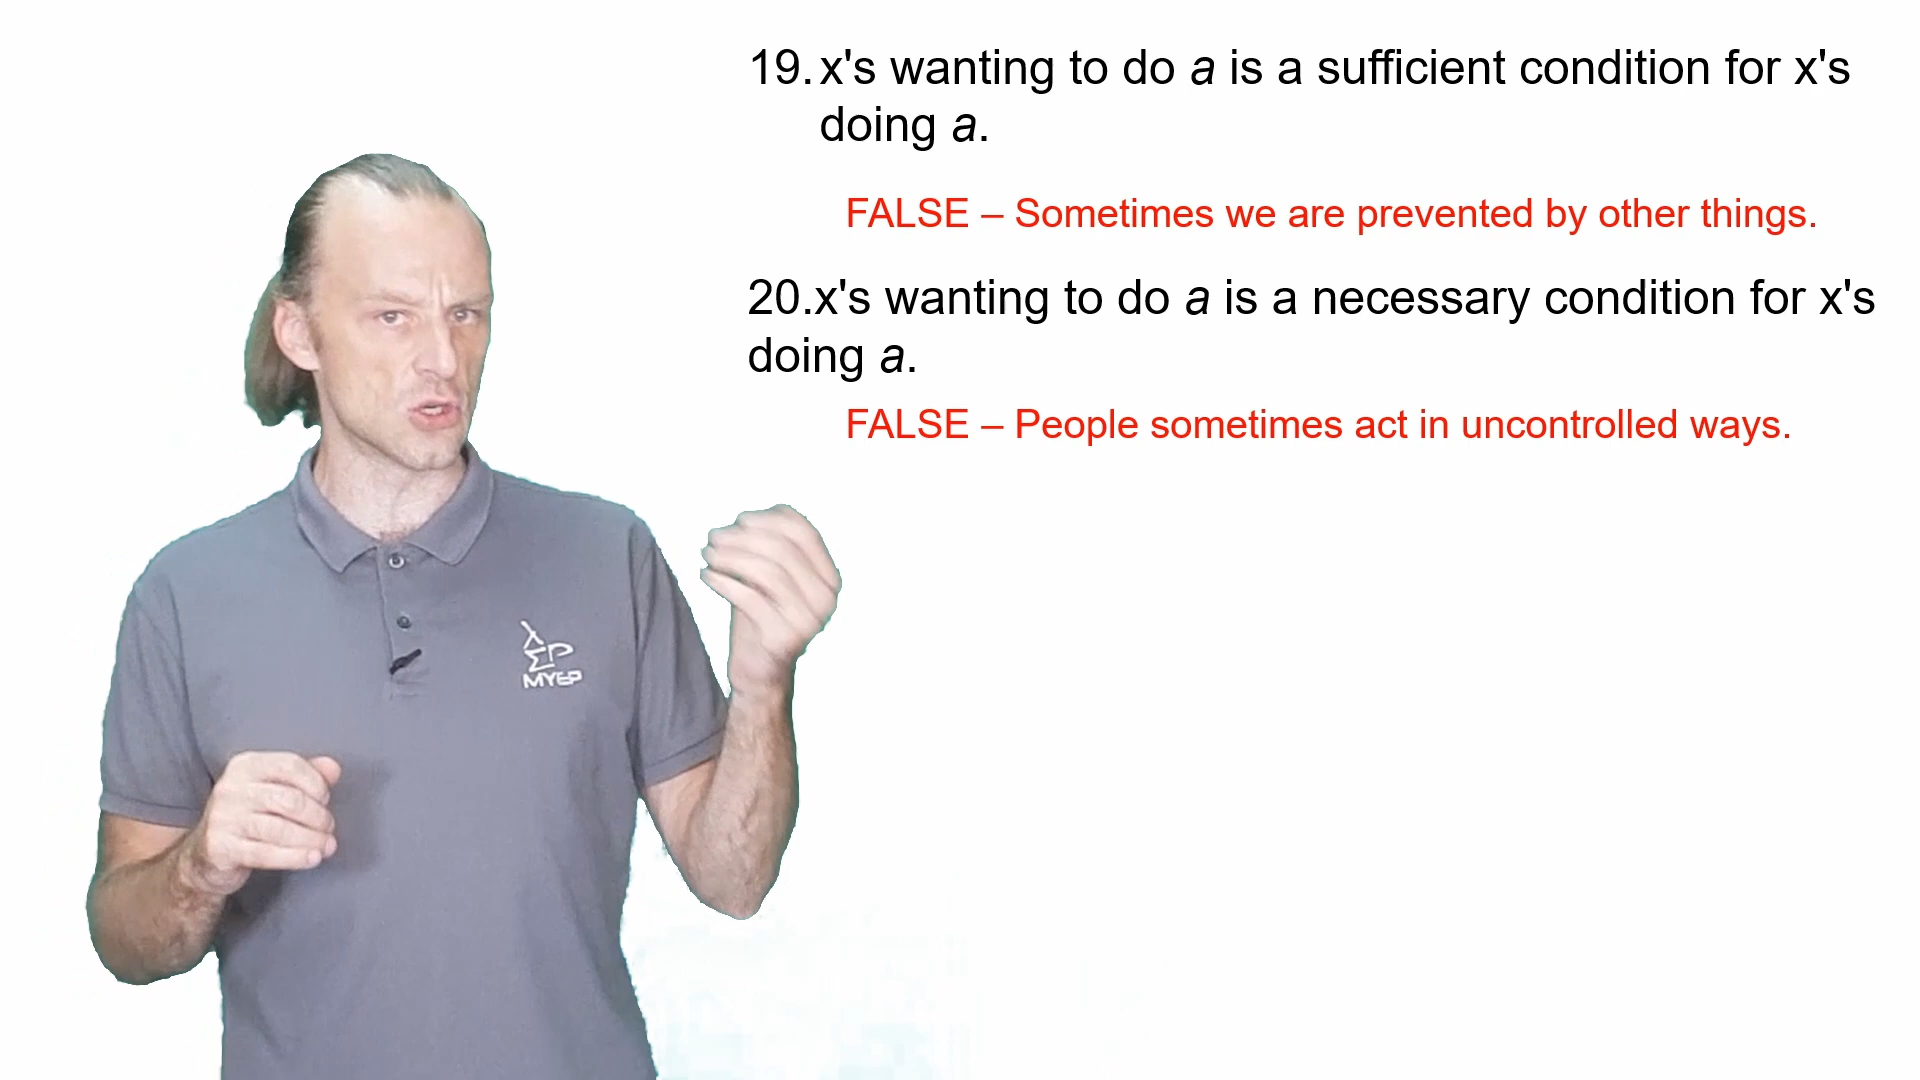 19. x's wanting to do a is a sufficient condition for x's
doing a.
FALSE – Sometimes we are prevented by other things.
20.x's wanting to do a is a necessary condition for x's
doing a.
FALSE – People sometimes act in uncontrolled ways.
MYEP